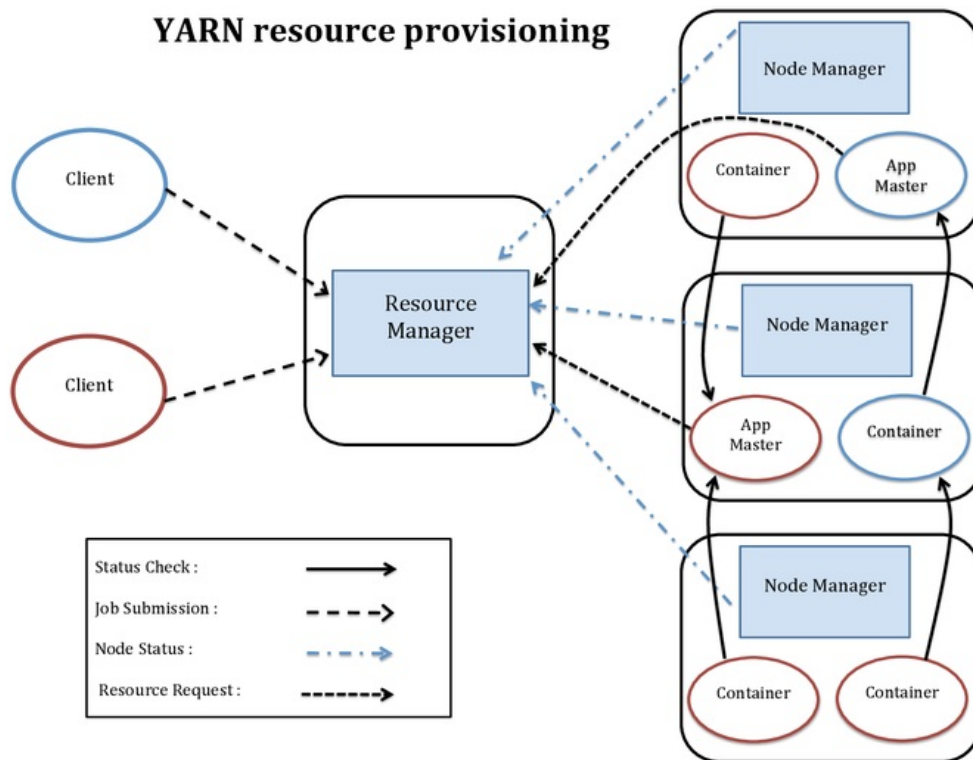 YARN resource provisioning
Node Manager
Container
App
Master
Client
Client
Resource
Manager
Node Manager
App
Master
Container
Node Manager
Container
Container
Status Check :
Job Submission :
Node Status :
Resource Request :